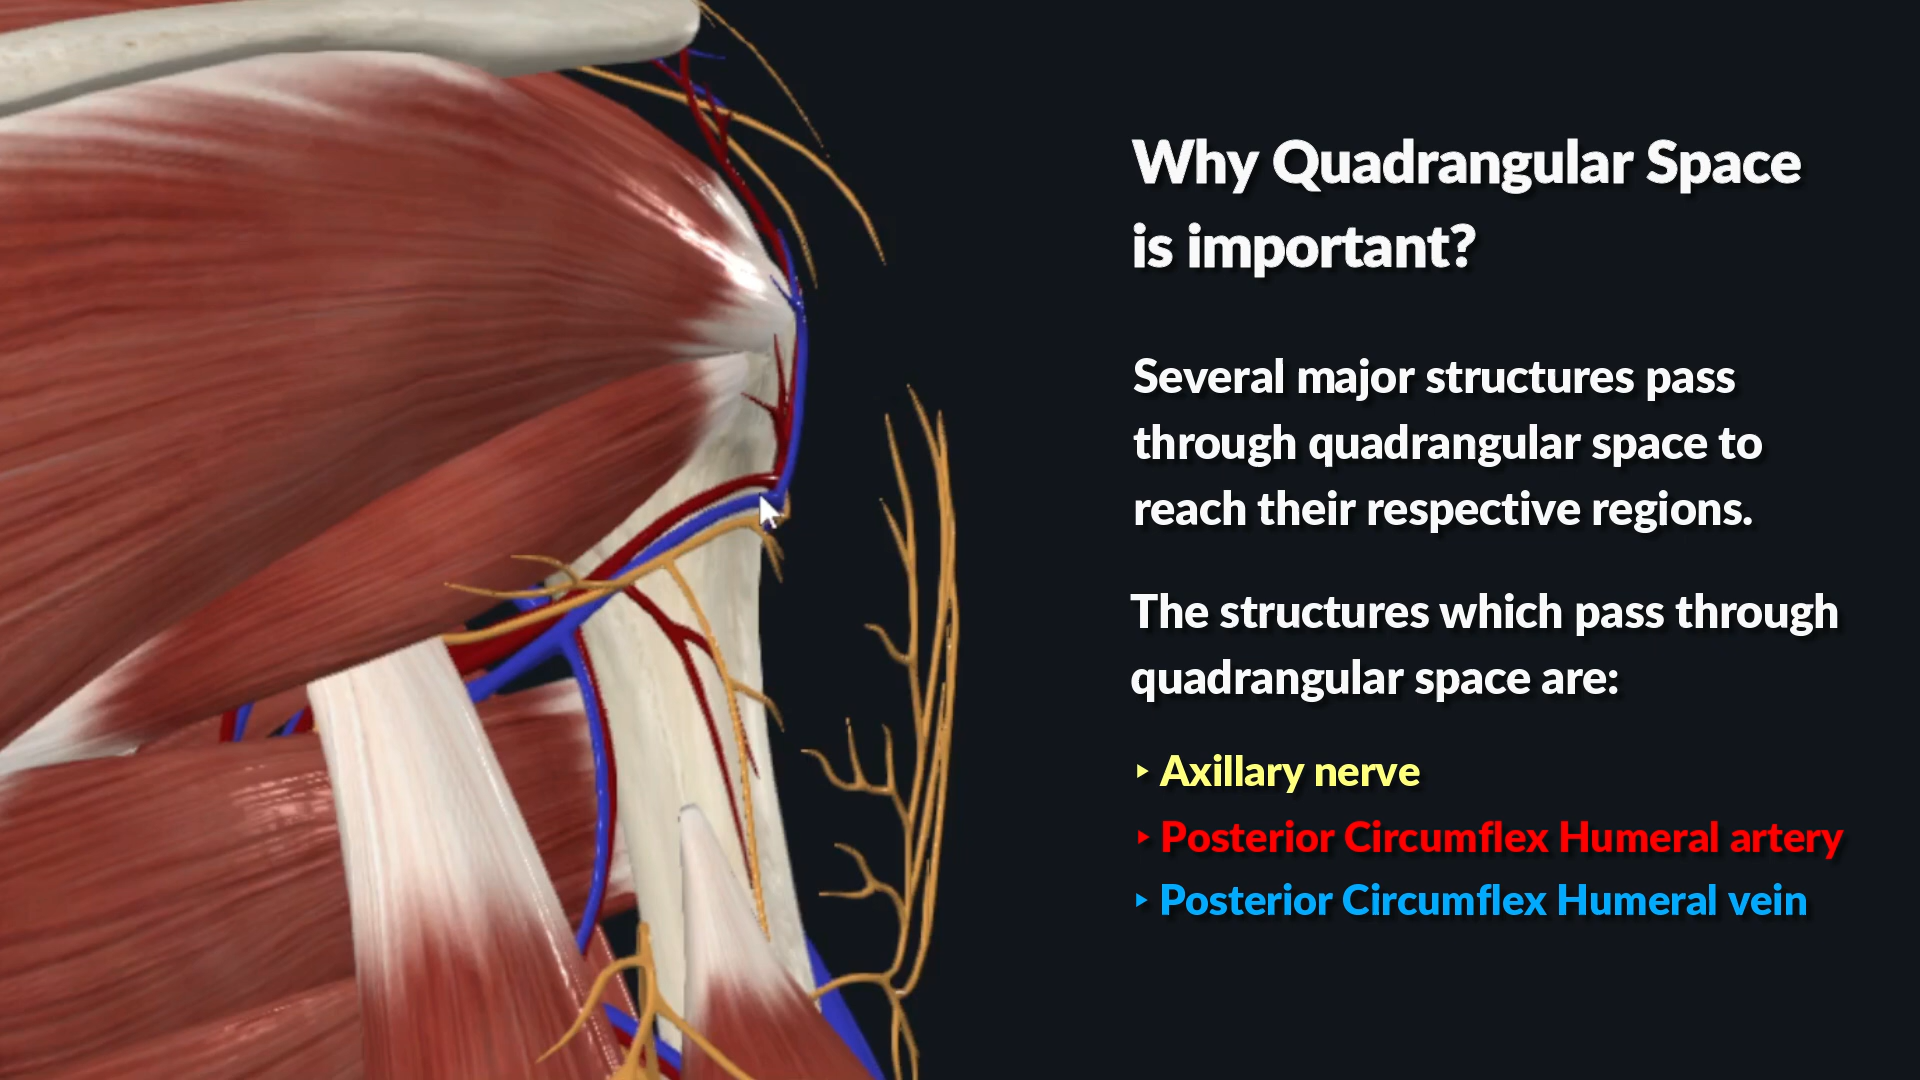 Why Quadrangular Space
is important?
Several major structures pass
through quadrangular space to
reach their respective regions.
The structures which pass through
quadrangular space are:
‣ Axillary nerve
‣ Posterior Circumflex Humeral artery
‣ Posterior Circumflex Humeral vein